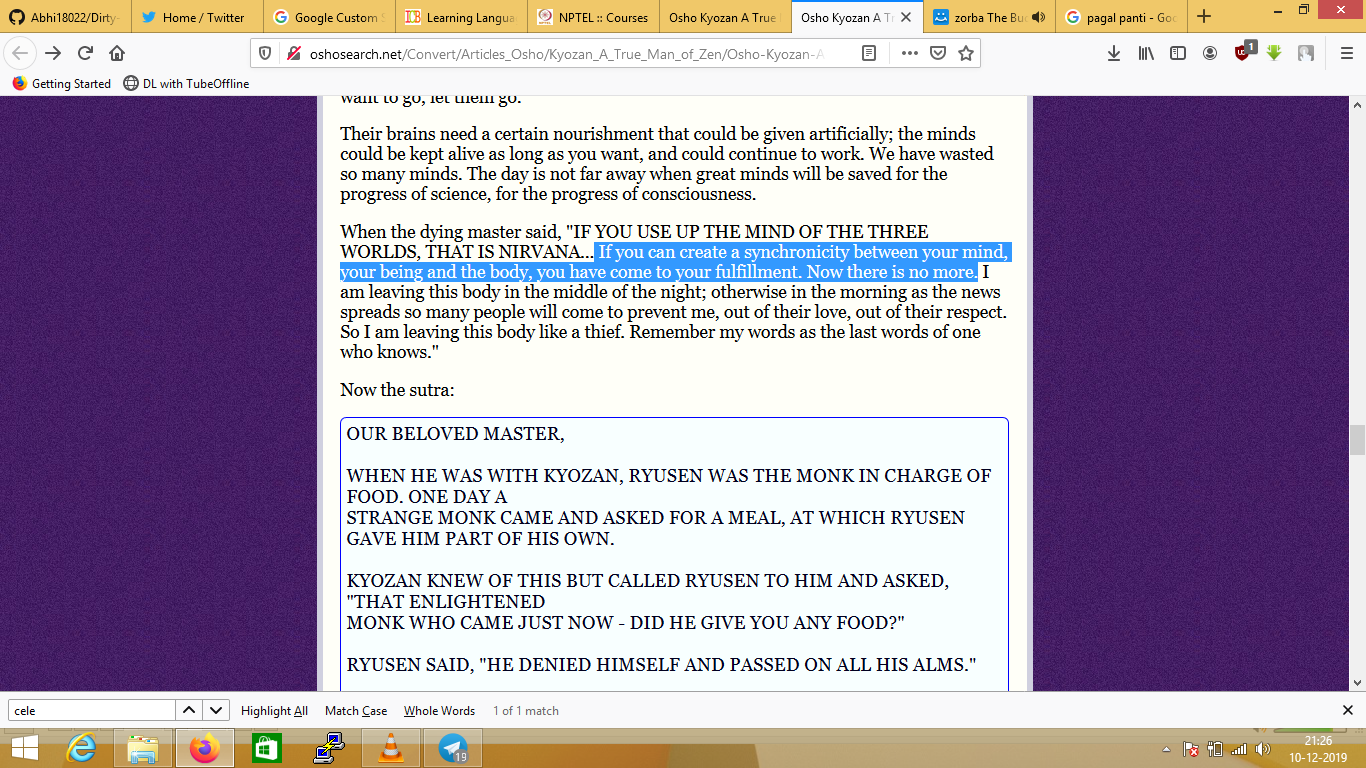 Abhi18022/Dirty-
Home / Twitter
Google Custom S
Learning Langua
NPTEL :: Courses
Osho Kyozan A True
Osho Kyozan A Tr
zorba The Bu
pagal panti - Goo
oshosearch.net/Convert/Articles_Osho/Kyozan_A_True_Man_of_Zen/Osho-Kyozan-A
1
Getting Started
DL with TubeOffline
want to go, let them go.
Their brains need a certain nourishment that could be given artificially; the minds
could be kept alive as long as you want, and could continue to work. We have wasted
so many minds. The day is not far away when great minds will be saved for the
progress of science, for the progress of consciousness.
When the dying master said, "IF YOU USE UP THE MIND OF THE THREE
WORLDS, THAT IS NIRVANA... If you can create a synchronicity between your mind,
your being and the body, you have come to your fulfillment. Now there is no more. I
am leaving this body in the middle of the night; otherwise in the morning as the news
spreads so many people will come to prevent me, out of their love, out of their respect.
So I am leaving this body like a thief. Remember my words as the last words of one
who knows."
Now the sutra:
OUR BELOVED MASTER,
WHEN HE WAS WITH KYOZAN, RYUSEN WAS THE MONK IN CHARGE OF
FOOD. ONE DAY A
STRANGE MONK CAME AND ASKED FOR A MEAL, AT WHICH RYUSEN
GAVE HIM PART OF HIS OWN.
KYOZAN KNEW OF THIS BUT CALLED RYUSEN TO HIM AND ASKED,
"THAT ENLIGHTENED
MONK WHO CAME JUST NOW - DID HE GIVE YOU ANY FOOD?"
RYUSEN SAID, "HE DENIED HIMSELF AND PASSED ON ALL HIS ALMS."
cele
Highlight All
Match Case
Whole Words
1 of 1 match
19
21:26
10-12-2019